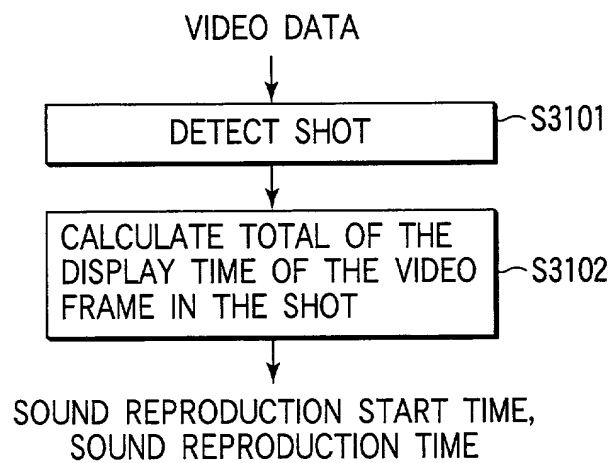 VIDEO DATA
DETECT SHOT
S3101
CALCULATE TOTAL OF THE
DISPLAY TIME OF THE VIDEO
FRAME IN THE SHOT
S3102
SOUND REPRODUCTION START TIME,
SOUND REPRODUCTION TIME